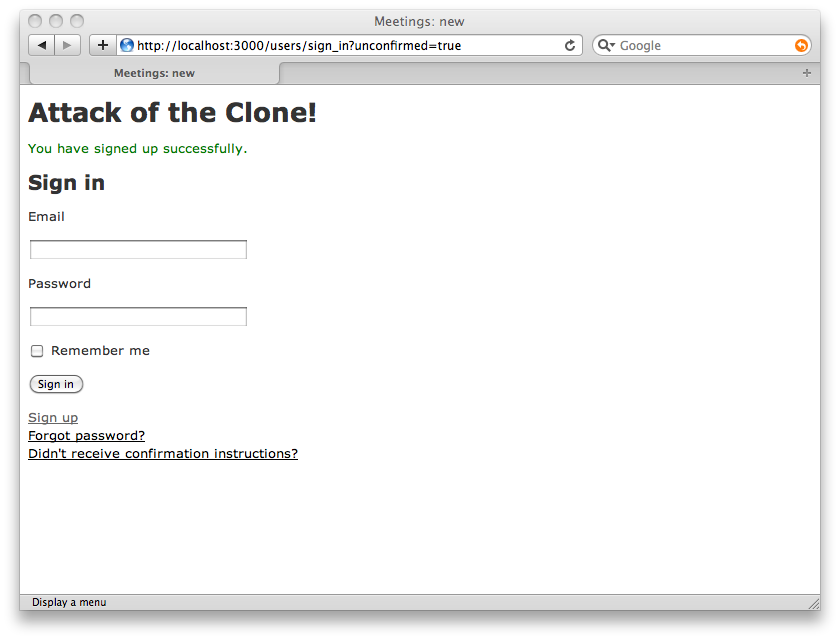 Meetings: new
http://localhost:3000/users/sign_in?unconfirmed=true
Google
Meetings: new
Attack of the Clone!
You have signed up successfully.
Sign in
Email
Password
Remember me
Sign in
Sign up
Forgot password?
Didn't receive confirmation instructions?
Display a menu